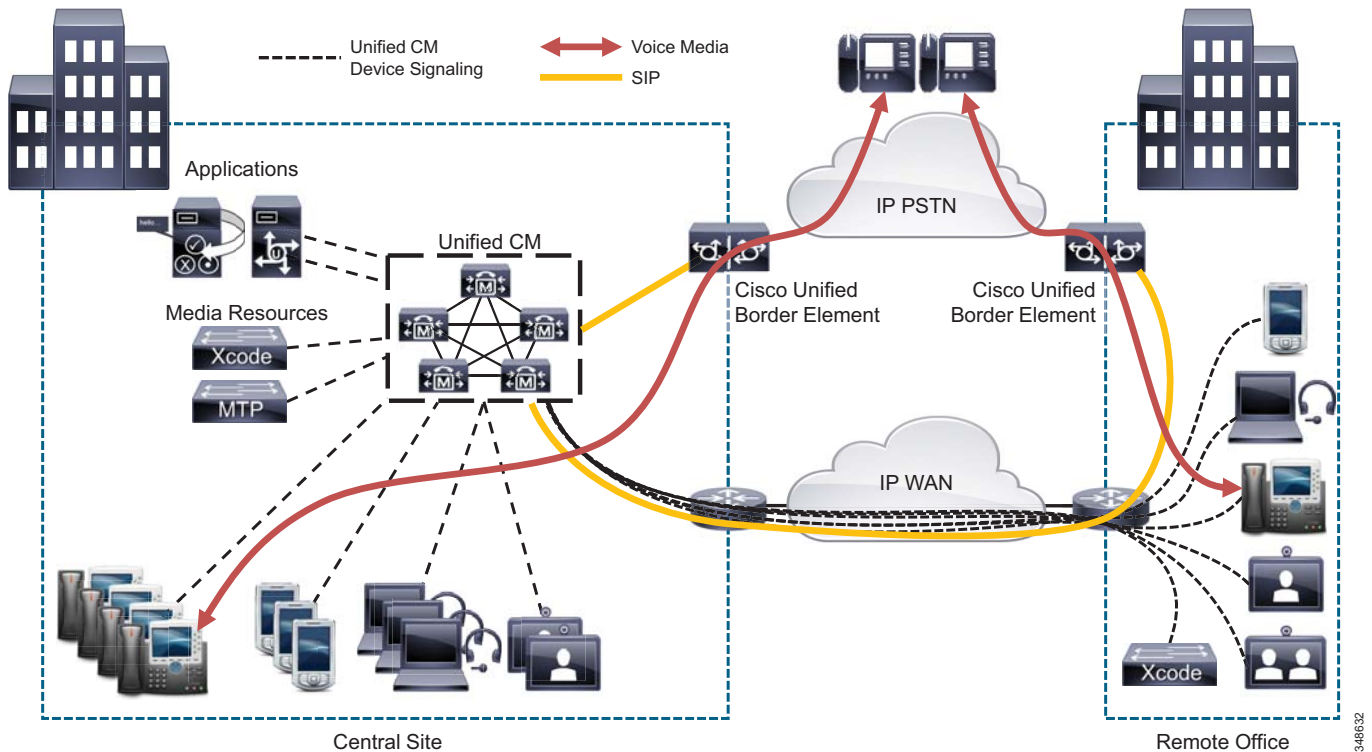 Unified CM
Device Signaling
Voice Media
SIP
Applications
hello ...
U
Unified CM
M
M
M
M
M
Media Resources
Xcode
MTP
IP PSTN
Cisco Unified
Border Element
Cisco Unified
Border Element
IP WAN
Xcode
Central Site
Remote Office
348632